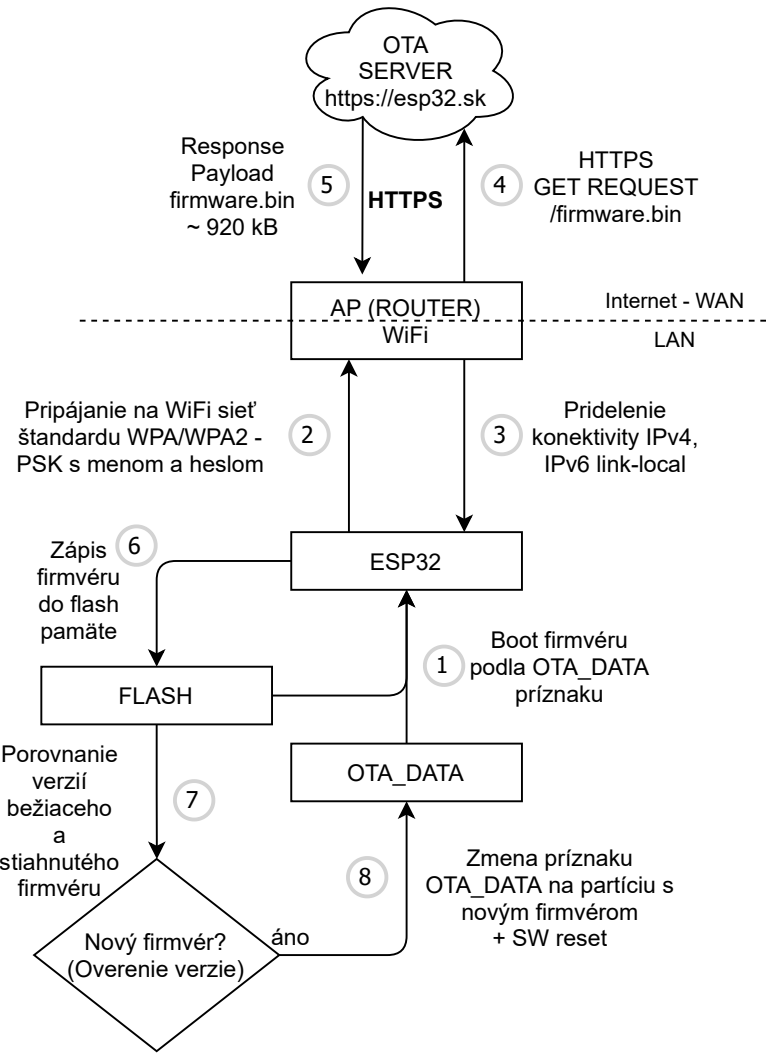 OTA
SERVER
https://esp32.sk
Response
Payload
firmware.bin
~ 920 kB
5
HTTPS
4
HTTPS
GET REQUEST
/firmware.bin
AP (ROUTER)
WiFi
Internet - WAN
LAN
Pripájanie na WiFi sieť
štandardu WPA/WPA2 -
PSK s menom a heslom
2
3
Pridelenie
konektivity IPv4,
IPv6 link-local
ESP32
6
Zápis
firmvéru
do flash
pamäte
1
Boot firmvéru
podla OTA_DATA
príznaku
FLASH
OTA_DATA
Porovnanie
verzií
bežiaceho
a
stiahnutého
firmvéru
7
8
Zmena príznaku
OTA_DATA na partíciu s
novým firmvérom
+ SW reset
Nový firmvér?
(Overenie verzie)
áno